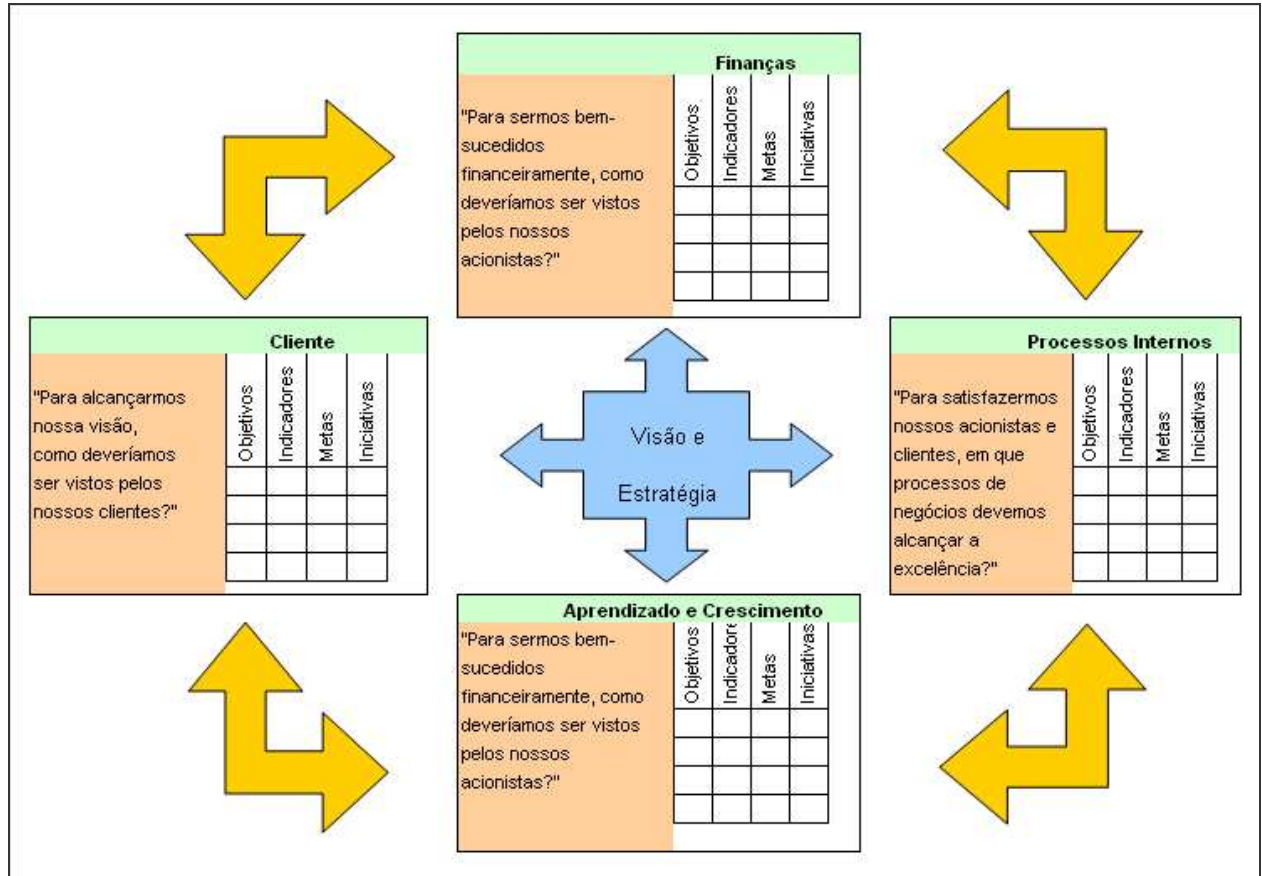 Finanças
"Para sermos bem-
sucedidos
financeiramente, como
deveríamos ser vistos
pelos nossos
acionistas?"
Objetivos
Indicadores
Metas
Iniciativas
Cliente
"Para alcançarmos
nossa visão,
como deveríamos
ser vistos pelos
nossos clientes?"
Objetivos
Indicadores
Metas
Iniciativas
Visão e
Estratégia
Processos Internos
"Para satisfazermos
nossos acionistas e
clientes, em que
processos de
negócios devemos
alcançar a
excelência?"
Objetivos
Indicadores
Metas
Iniciativas
Aprendizado e Crescimento
"Para sermos bem-
sucedidos
financeiramente, como
deveríamos ser vistos
pelos nossos
acionistas?"
Objetivos
Indicadore
Metas
Iniciativas